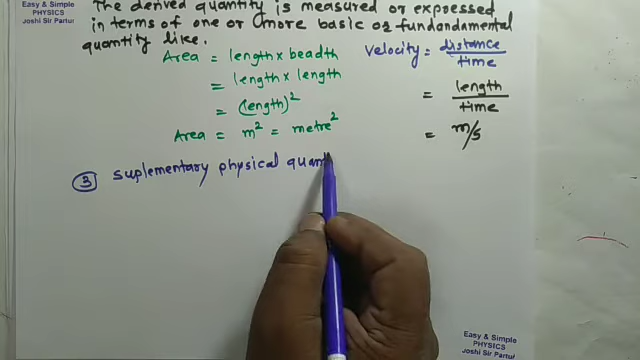 Easy & Simple
PHYSICS
Joshi Sir Partur
The derived quantity is measured or expressed
in terms of one or more basic or fundondamental
quantity like.
Area = length x beadth
= length x length
= (length)²
Area = m² = metre²
Velocity = distance/time
= length/time
= m/s
③ suplementary physical quant
Easy & Simple
PHYSICS
Joshi Sir Partur